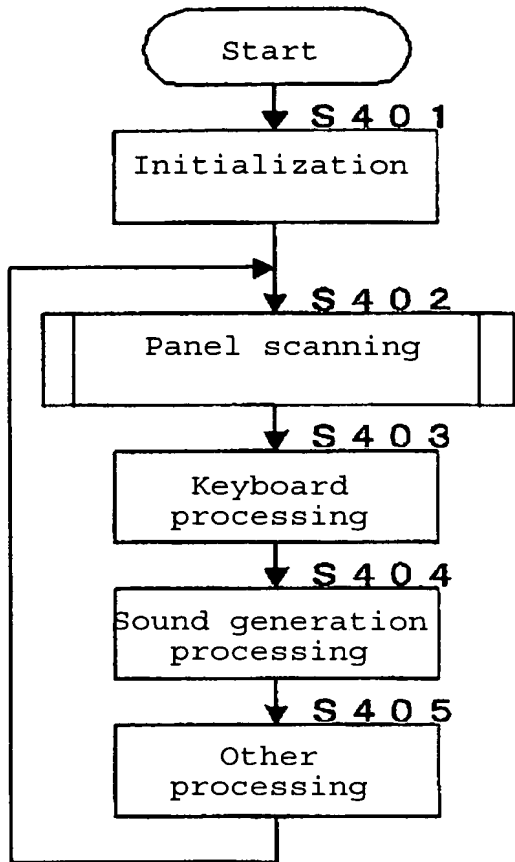 Start
S401
Initialization
S402
Panel scanning
S403
Keyboard
processing
S404
Sound generation
processing
S405
Other
processing